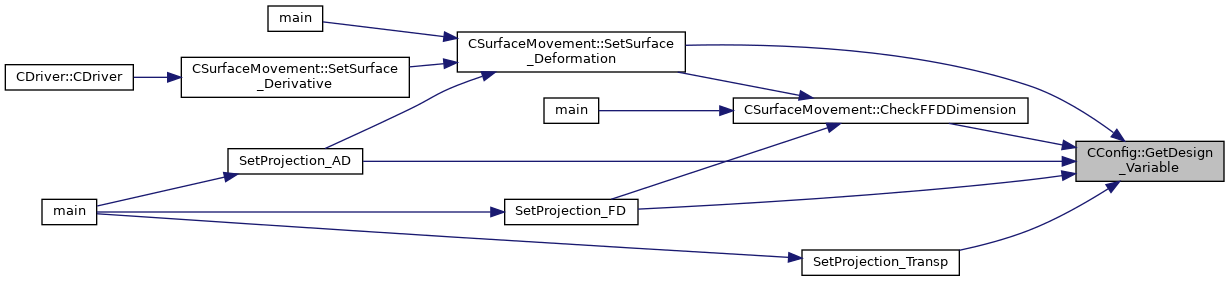 main
CSurfaceMovement::SetSurface
_Deformation
CDriver::CDriver
CSurfaceMovement::SetSurface
_Derivative
main
CSurfaceMovement::CheckFFDDimension
SetProjection_AD
CConfig::GetDesign
_Variable
main
SetProjection_FD
SetProjection_Transp